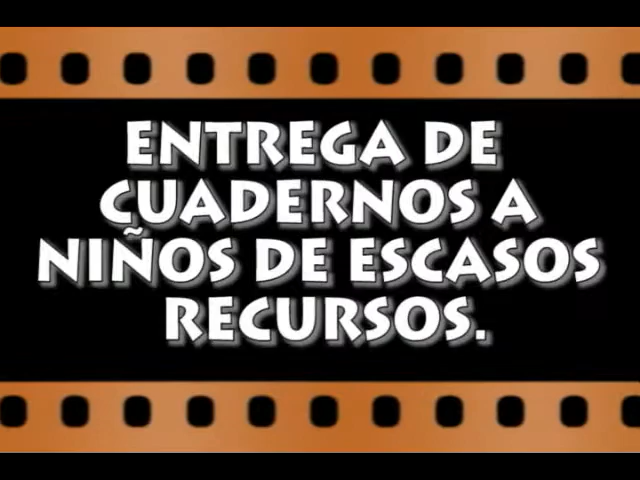 ENTREGA DE
CUADERNOS A
NIÑOS DE ESCASOS
RECURSOS.